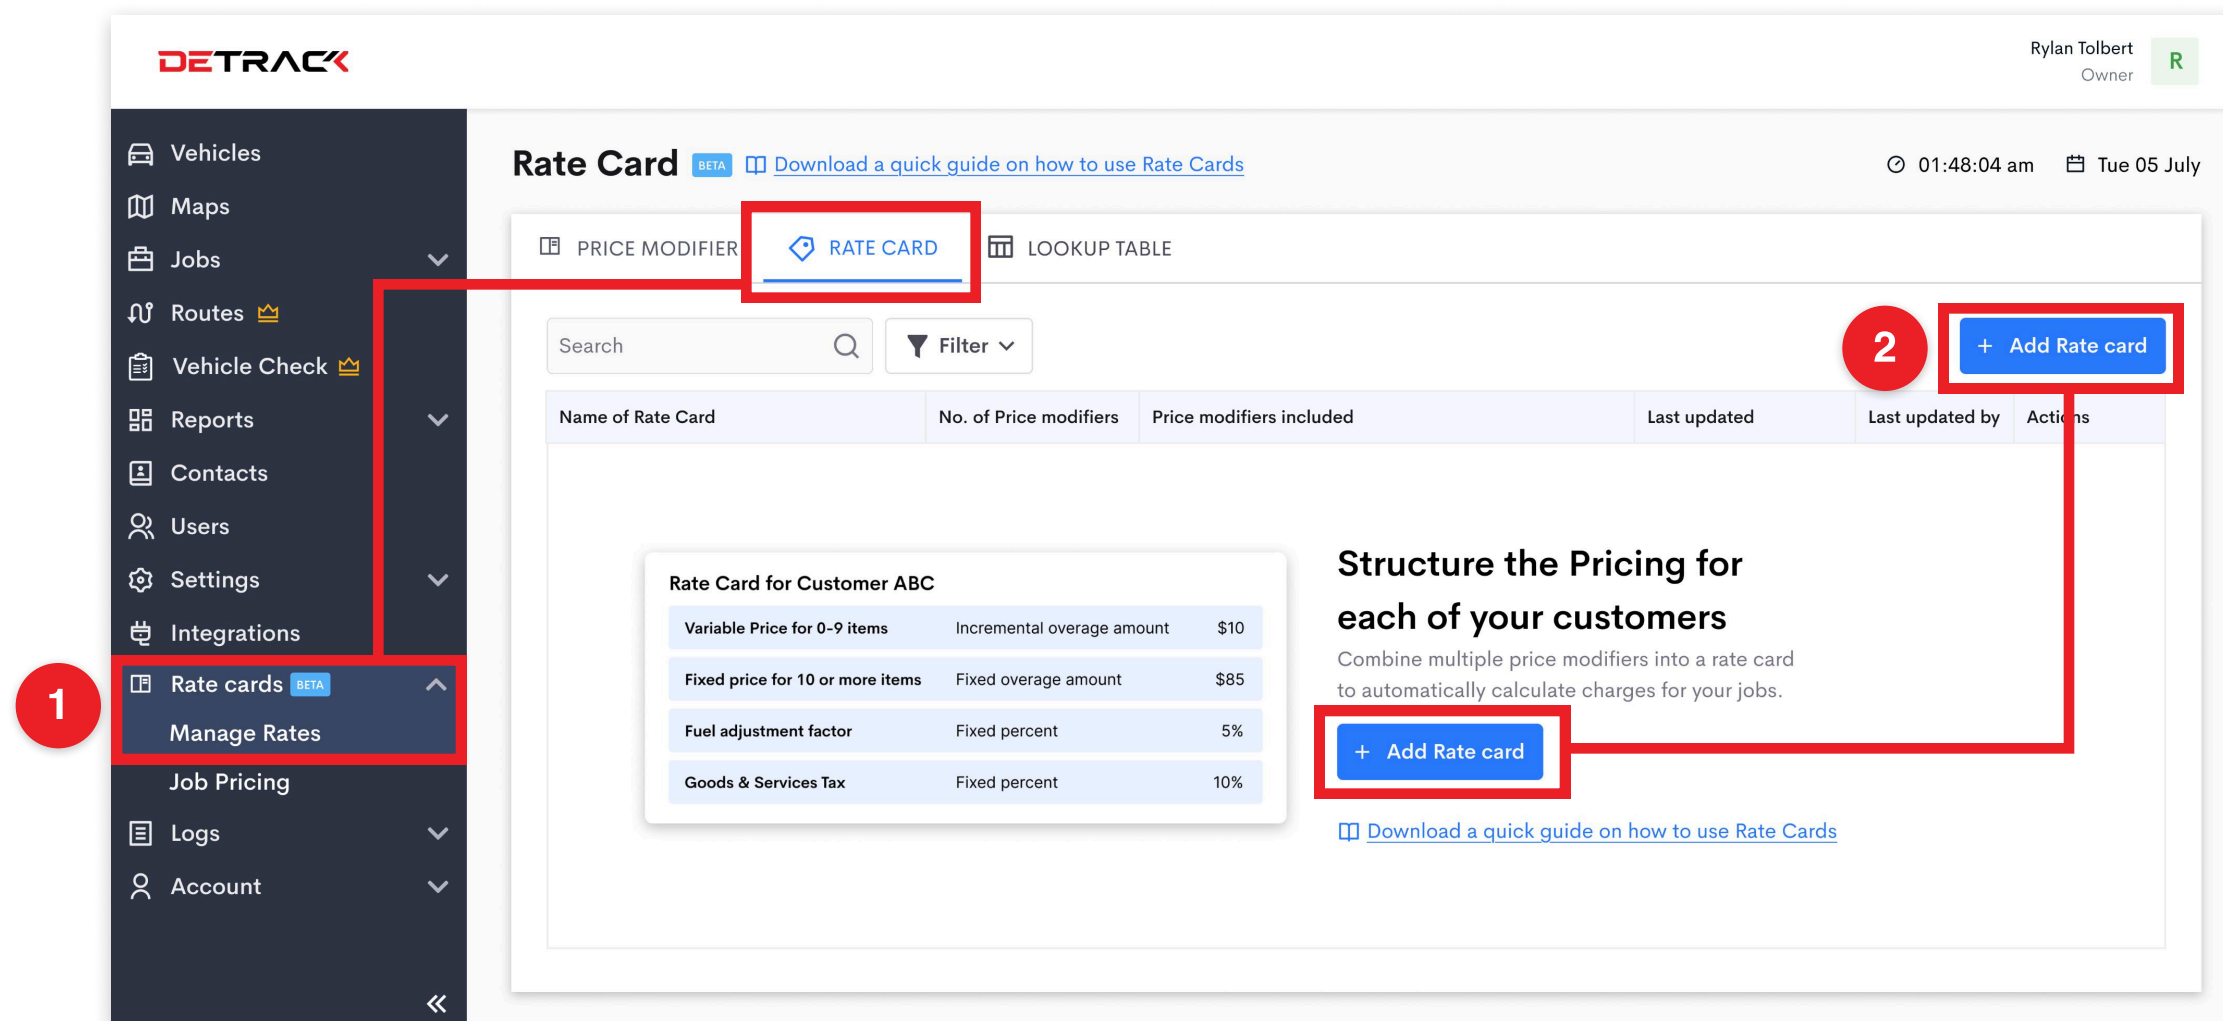 DETRACK
Rylan Tolbert
Owner
R
Vehicles
Maps
Jobs
Routes
Vehicle Check
Reports
Contacts
Users
Settings
Integrations
1
Rate cards BETA
Manage Rates
Job Pricing
Logs
Account
Rate Card BETA Download a quick guide on how to use Rate Cards
01:48:04 am Tue 05 July
PRICE MODIFIER RATE CARD LOOKUP TABLE
Search Filter
2 + Add Rate card
Name of Rate Card No. of Price modifiers Price modifiers included Last updated Last updated by Actions
Rate Card for Customer ABC
Variable Price for 0-9 items Incremental overage amount $10
Fixed price for 10 or more items Fixed overage amount $85
Fuel adjustment factor Fixed percent 5%
Goods & Services Tax Fixed percent 10%
Structure the Pricing for
each of your customers
Combine multiple price modifiers into a rate card
to automatically calculate charges for your jobs.
+ Add Rate card
Download a quick guide on how to use Rate Cards